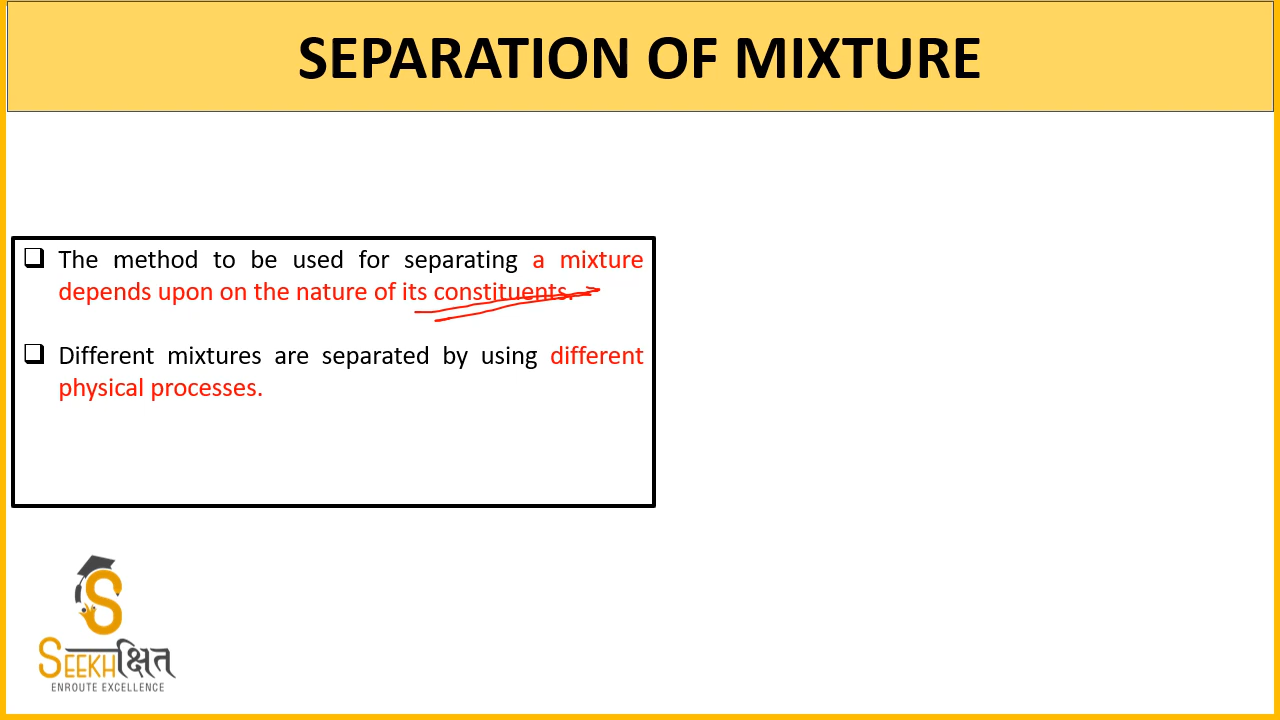 SEPARATION OF MIXTURE
The method to be used for separating a mixture
depends upon on the nature of its constituents.
Different mixtures are separated by using different
physical processes.
S
SEEKHक्षित
ENROUTE EXCELLENCE